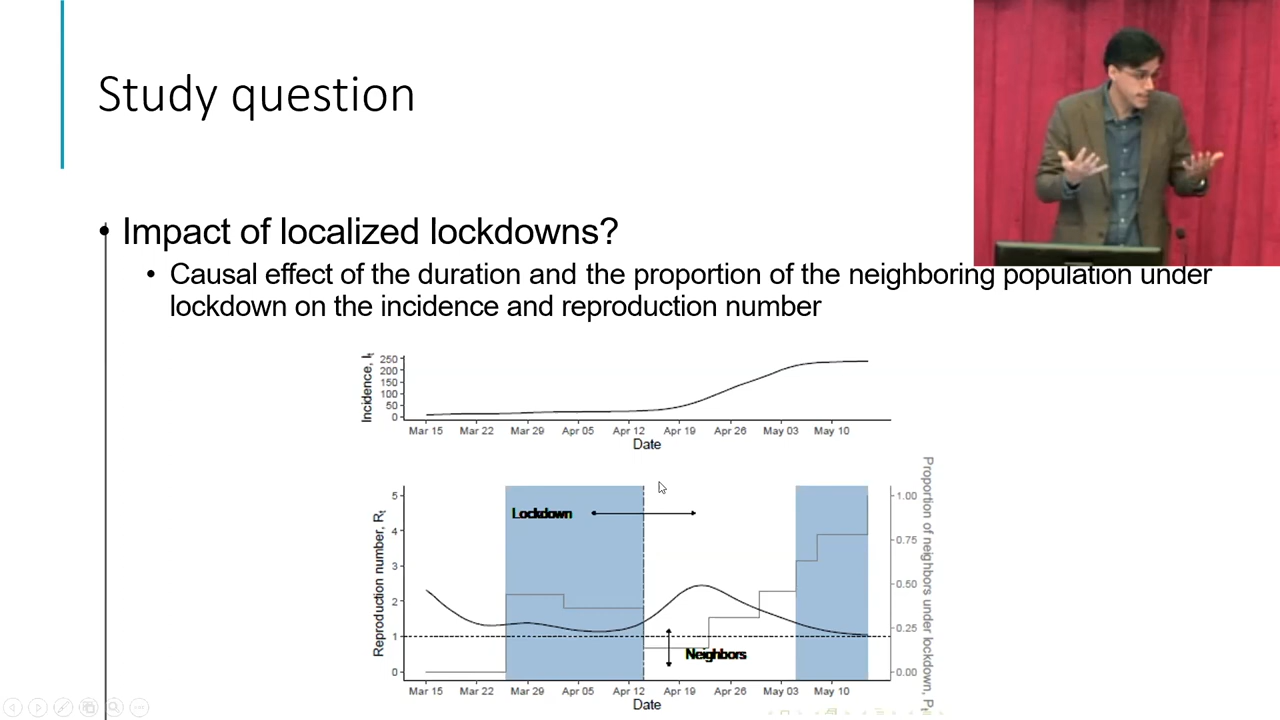 Study question
• Impact of localized lockdowns?
• Causal effect of the duration and the proportion of the neighboring population under
lockdown on the incidence and reproduction number
Incidence, It
250
200
150
100
50
0
Mar 15 Mar 22 Mar 29 Apr 05 Apr 12 Apr 19 Apr 26 May 03 May 10
Date
Reproduction number, Rt
5
4
3
2
1
0
Lockdown
Neighbors
1.00
0.75
0.50
0.25
0.00
Proportion of neighbors under lockdown, Pt
Mar 15 Mar 22 Mar 29 Apr 05 Apr 12 Apr 19 Apr 26 May 03 May 10
Date